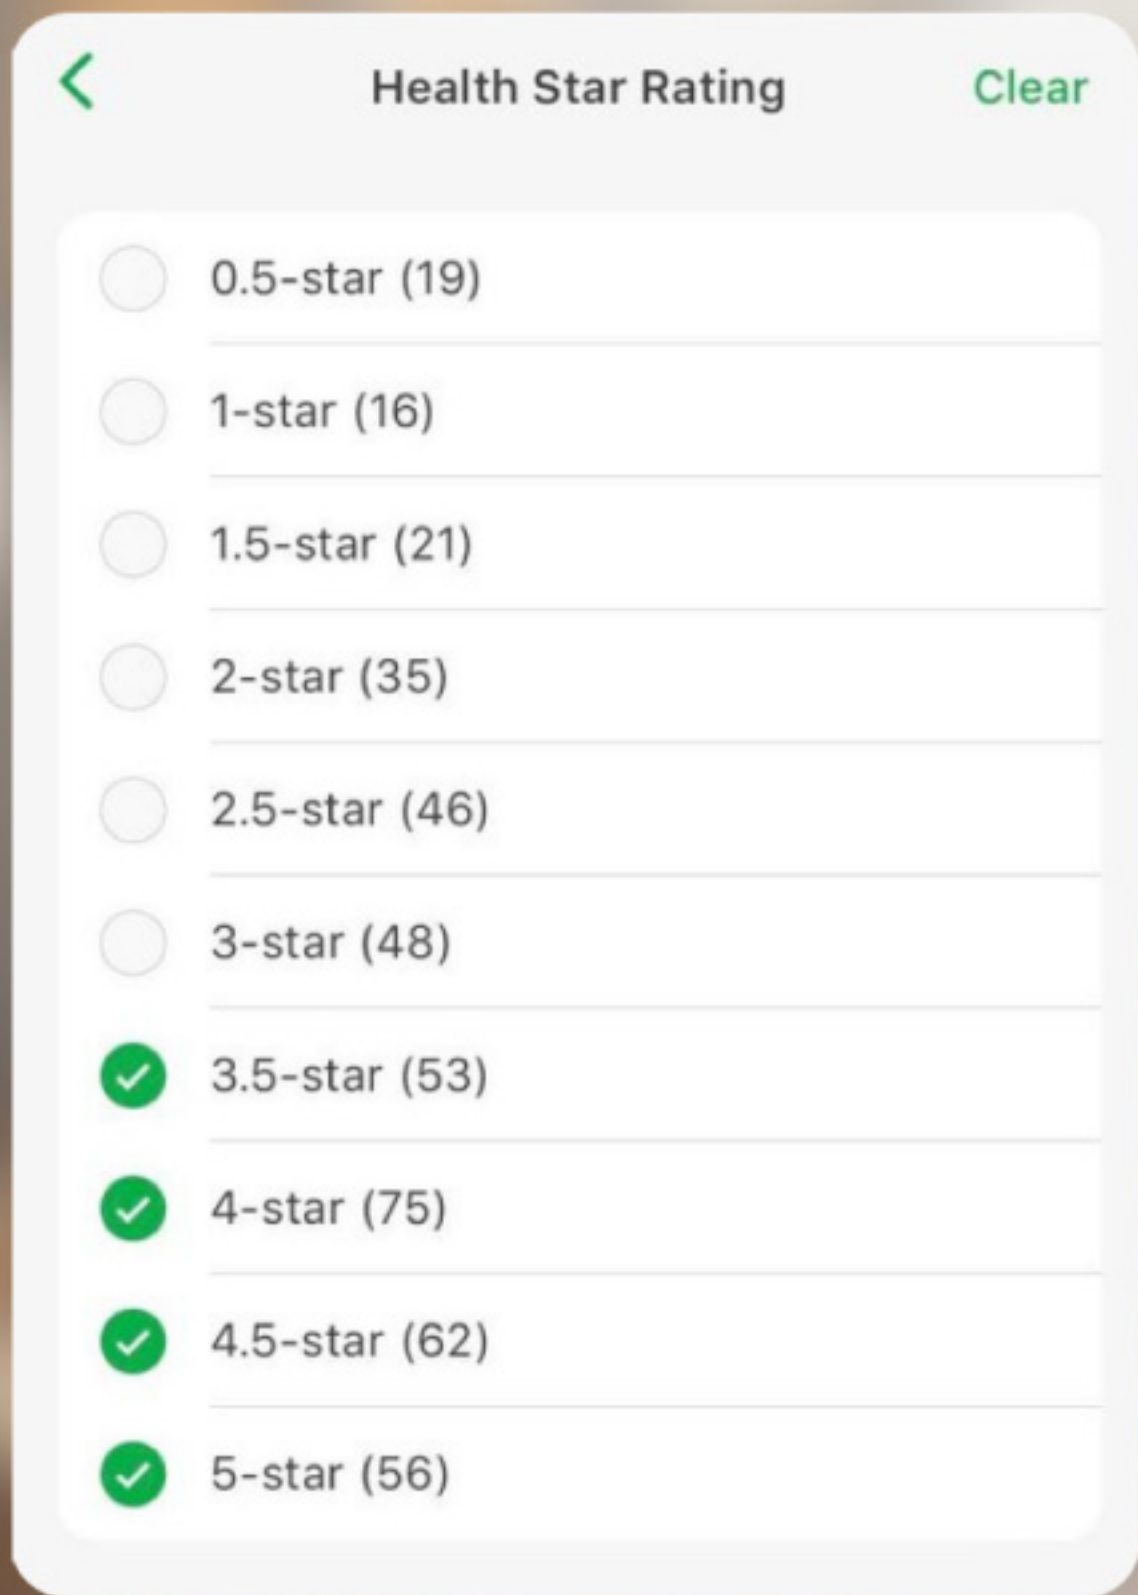 Health Star Rating
Clear
0.5-star (19)
1-star (16)
1.5-star (21)
2-star (35)
2.5-star (46)
3-star (48)
3.5-star (53)
4-star (75)
4.5-star (62)
5-star (56)